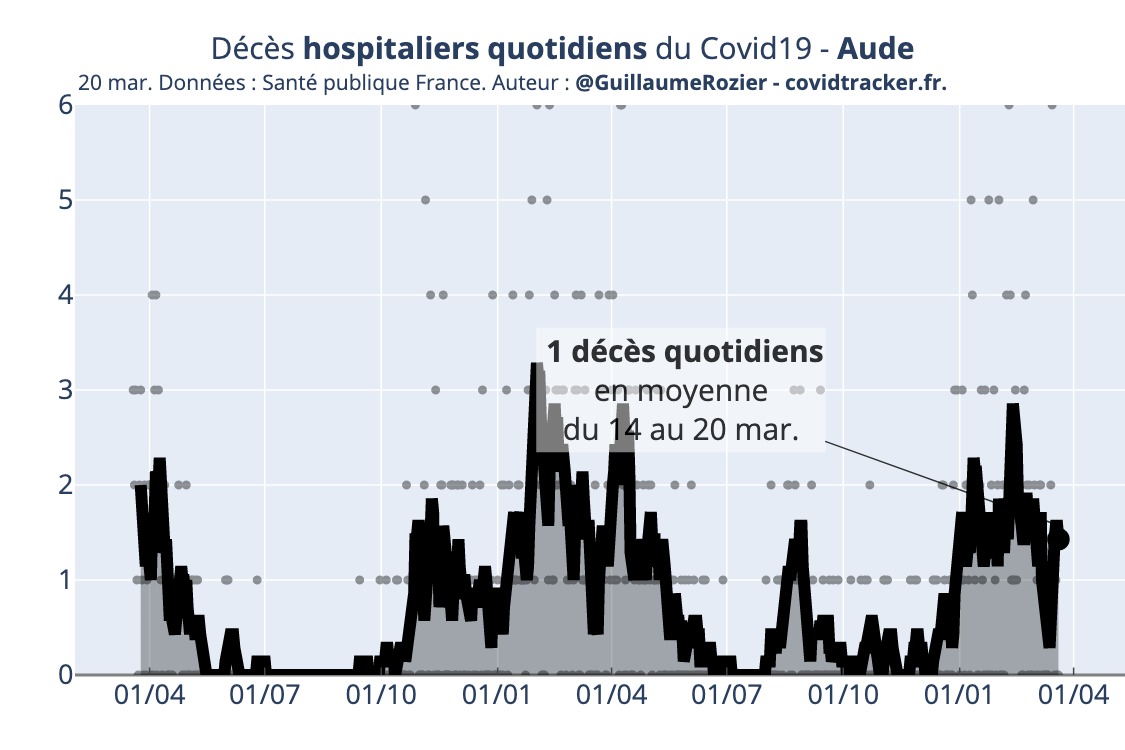 Décès hospitaliers quotidiens du Covid19 - Aude
20 mar. Données : Santé publique France. Auteur : @GuillaumeRozier - covidtracker.fr.
6
5
4
3
2
1
0
1 décès quotidiens
en moyenne
du 14 au 20 mar.
01/04 01/07 01/10 01/01 01/04 01/07 01/10 01/01 01/04